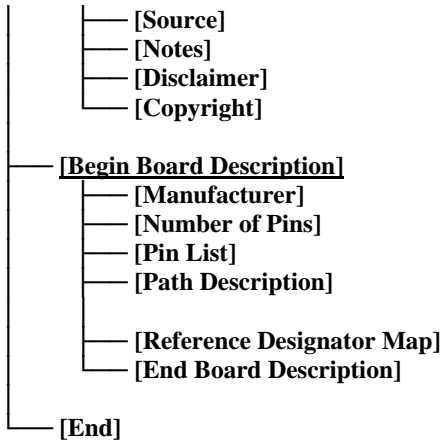 [Source]
[Notes]
[Disclaimer]
[Copyright]
[Begin Board Description]
[Manufacturer]
[Number of Pins]
[Pin List]
[Path Description]
[Reference Designator Map]
[End Board Description]
[End]